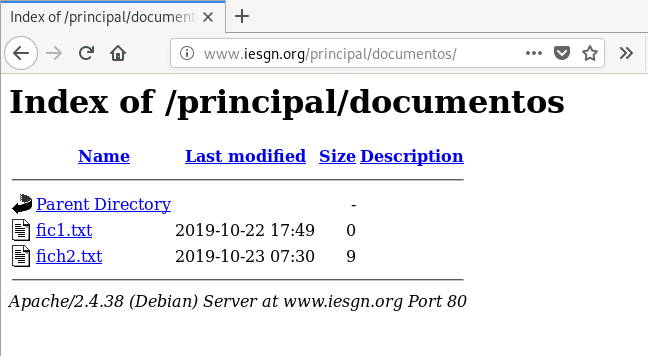 Index of /principal/document
www.iesgn.org/principal/documentos/
Index of /principal/documentos
Name Last modified Size Description
Parent Directory -
fic1.txt 2019-10-22 17:49 0
fich2.txt 2019-10-23 07:30 9
Apache/2.4.38 (Debian) Server at www.iesgn.org Port 80